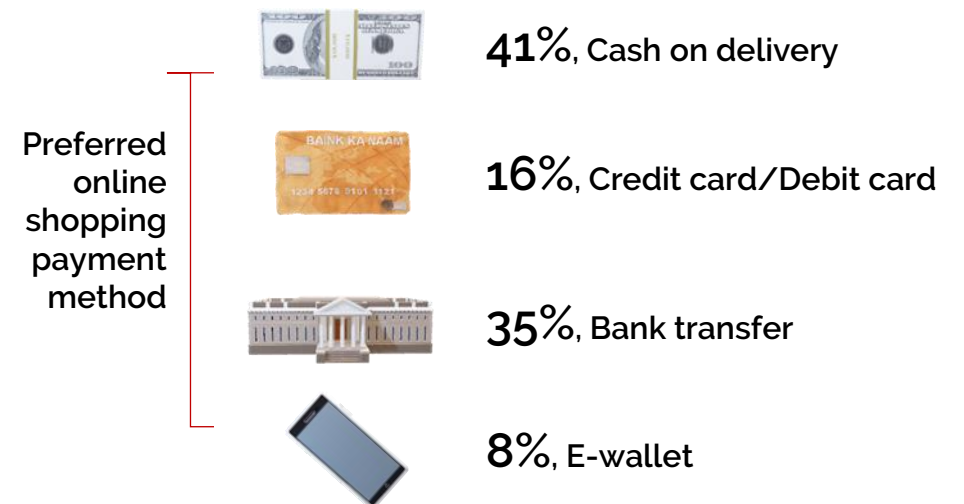 Preferred
online
shopping
payment
method
41%, Cash on delivery
BAINK KA NAAM
1234 5678 9101 1121
16%, Credit card/Debit card
35%, Bank transfer
8%, E-wallet
100